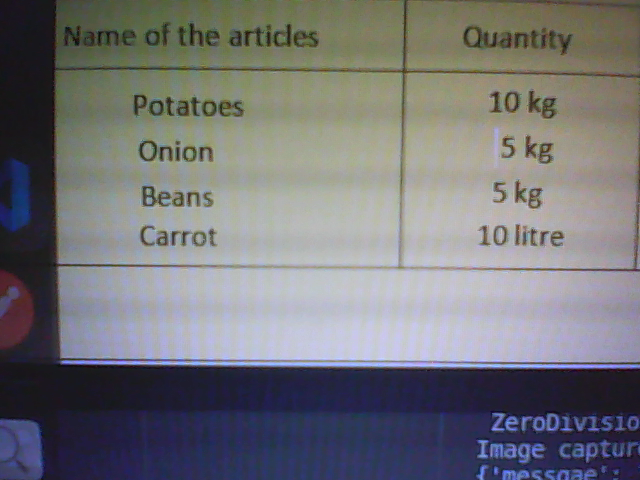 Name of the articles Quantity
Potatoes 10 kg
Onion 5 kg
Beans 5 kg
Carrot 10 litre
ZeroDivisio
Image captur
{'messgae':